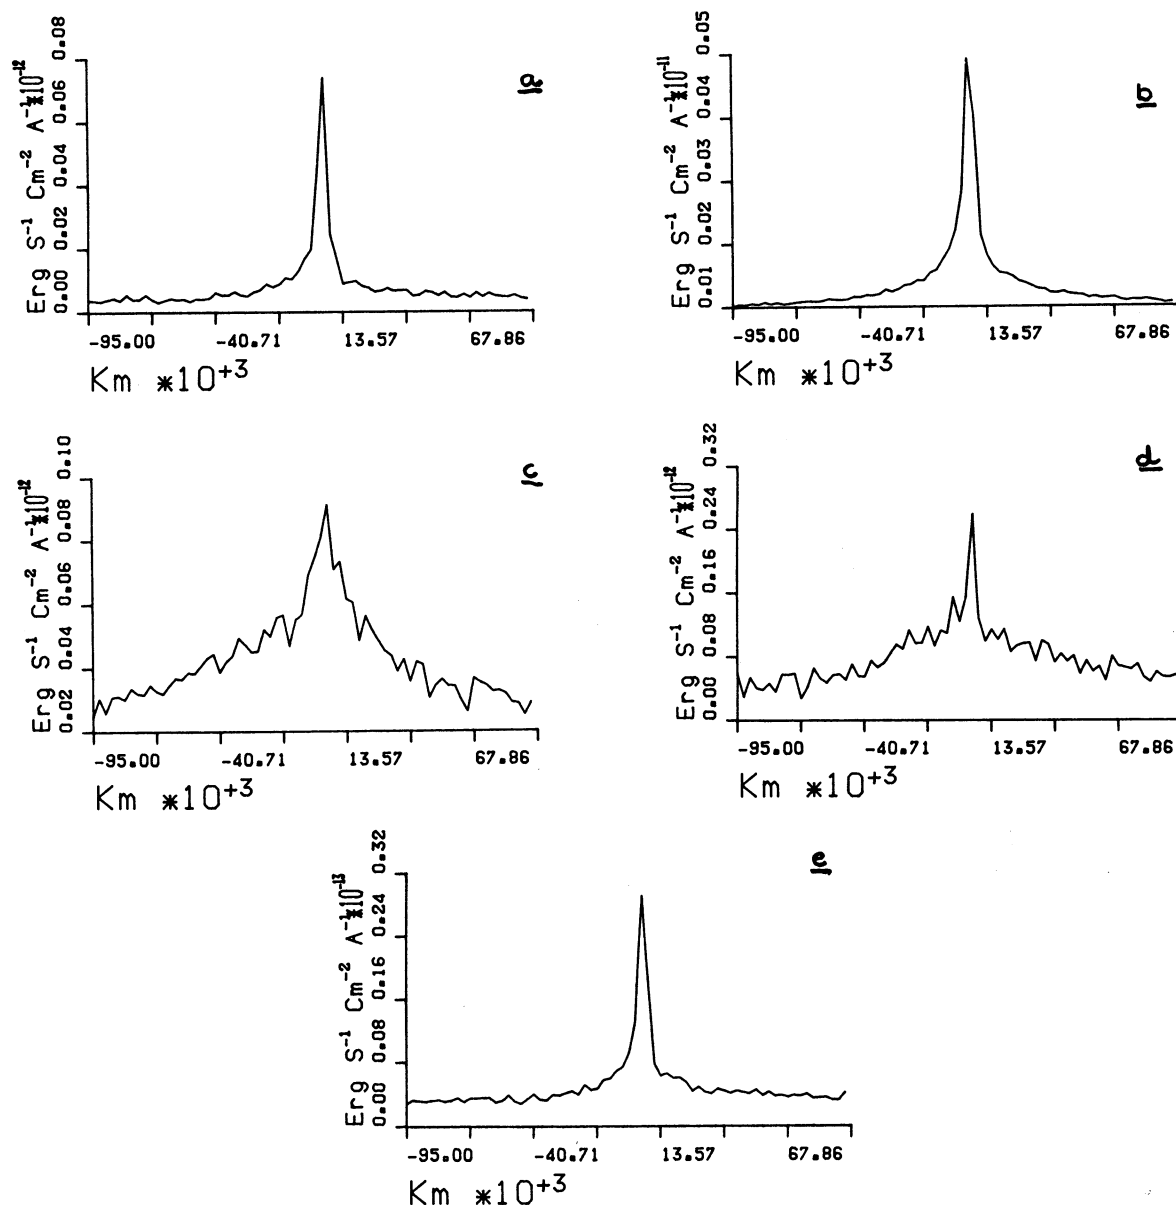 a
Erg S⁻¹ Cm⁻² A⁻¹*10⁻¹²
0.08
0.06
0.04
0.02
0.00
-95.00 -40.71 13.57 67.86
Km *10⁺³
b
Erg S⁻¹ Cm⁻² A⁻¹*10⁻¹¹
0.05
0.04
0.03
0.02
0.01
-95.00 -40.71 13.57 67.86
Km *10⁺³
c
Erg S⁻¹ Cm⁻² A⁻¹*10⁻¹²
0.10
0.08
0.06
0.04
0.02
-95.00 -40.71 13.57 67.86
Km *10⁺³
d
Erg S⁻¹ Cm⁻² A⁻¹*10⁻¹²
0.32
0.24
0.16
0.08
0.00
-95.00 -40.71 13.57 67.86
Km *10⁺³
e
Erg S⁻¹ Cm⁻² A⁻¹*10⁻¹³
0.32
0.24
0.16
0.08
0.00
-95.00 -40.71 13.57 67.86
Km *10⁺³